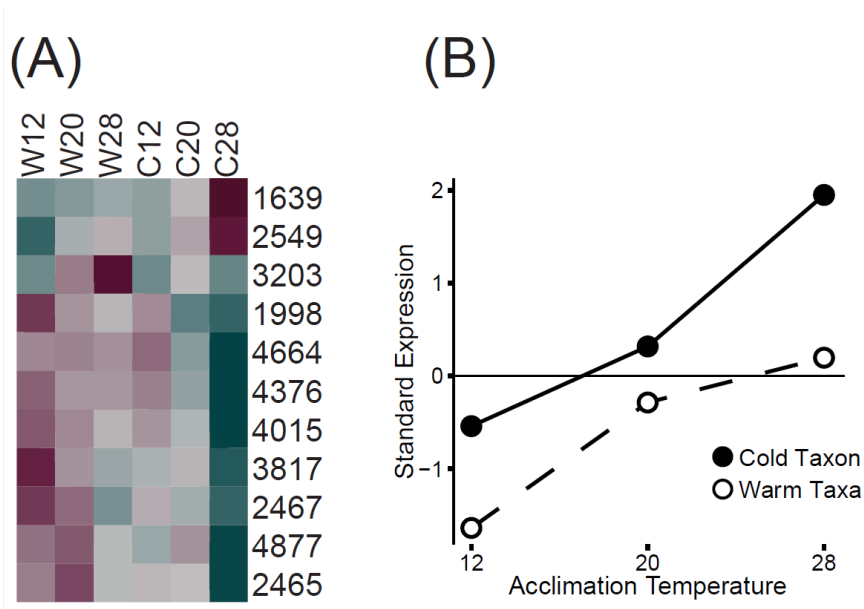 (A)
W12 W20 W28 C12 C20 C28
1639
2549
3203
1998
4664
4376
4015
3817
2467
4877
2465
(B)
Standard Expression
2
1
0
−1
Cold Taxon
Warm Taxa
12 20 28
Acclimation Temperature